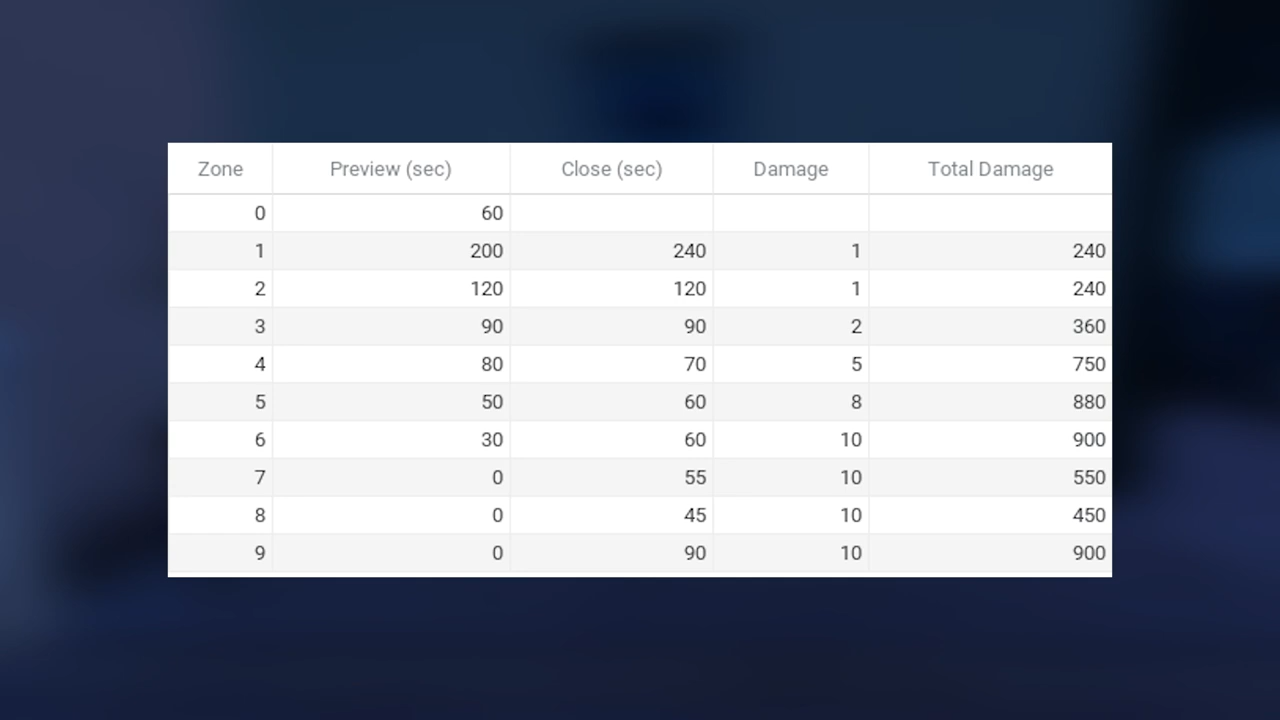 Zone Preview (sec) Close (sec) Damage Total Damage
0 60
1 200 240 1 240
2 120 120 1 240
3 90 90 2 360
4 80 70 5 750
5 50 60 8 880
6 30 60 10 900
7 0 55 10 550
8 0 45 10 450
9 0 90 10 900